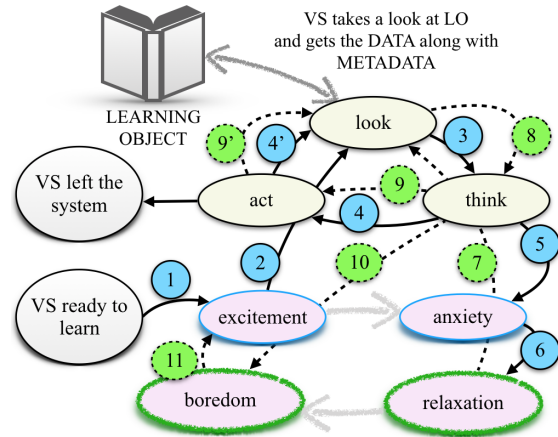 VS takes a look at LO
and gets the DATA along with
METADATA
LEARNING
OBJECT
look
9’
4’
3
8
VS left the
system
act
9
think
4
5
1
2
10
7
VS ready to
learn
excitement
anxiety
11
6
boredom
relaxation